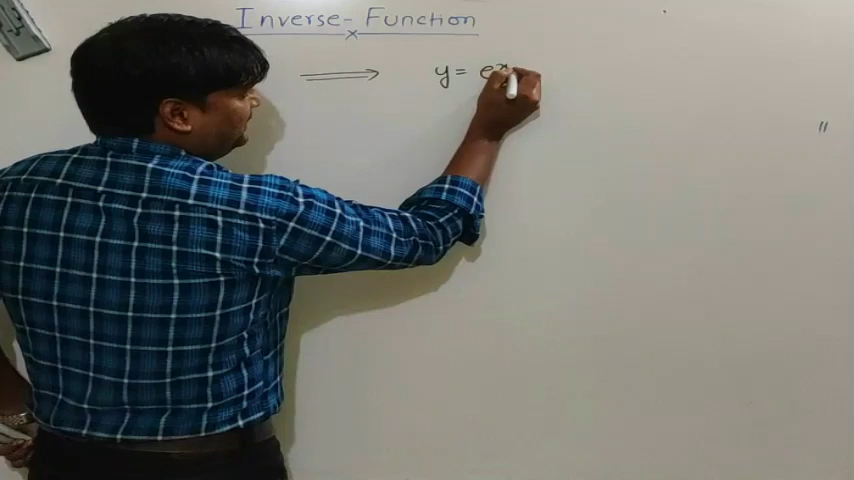 Inverse - Function
y = e^x